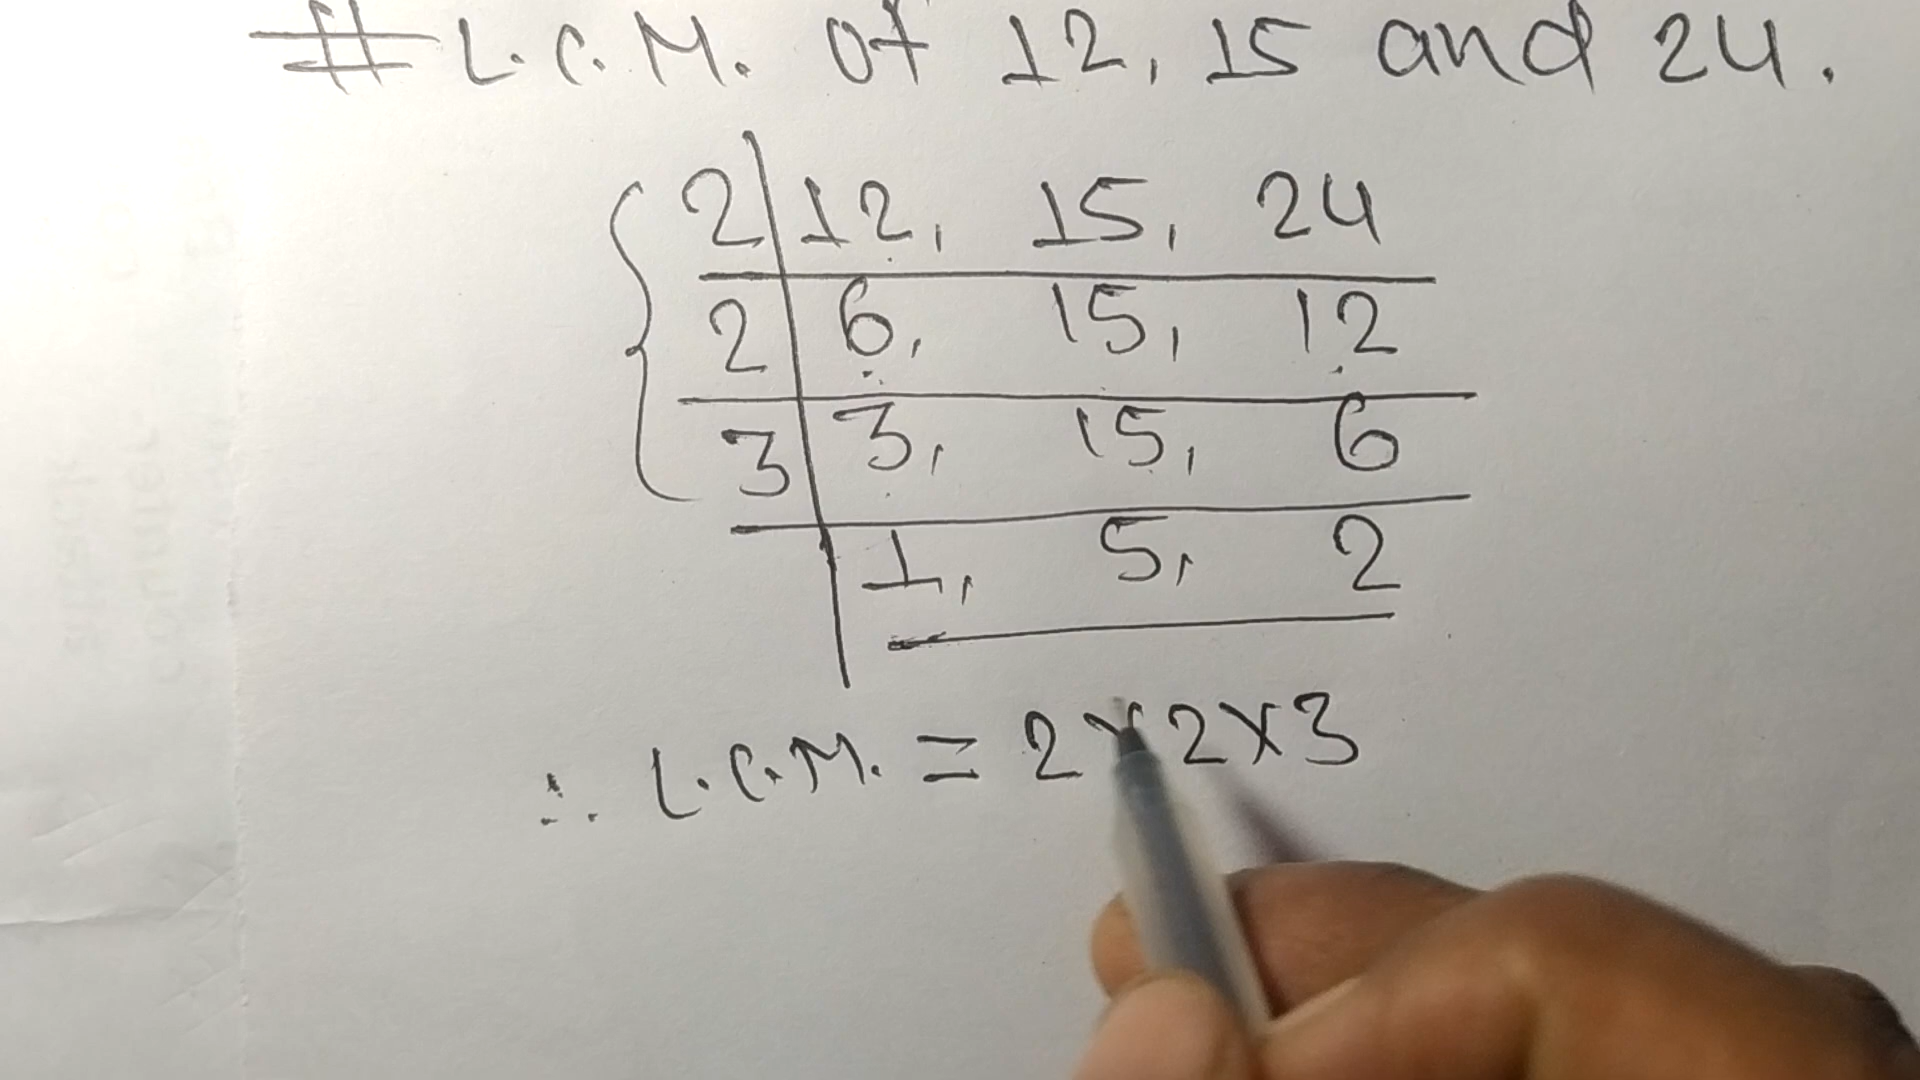 # L.C.M. of 12, 15 and 24.
2 12, 15, 24
2 6, 15, 12
3 3, 15, 6
1, 5, 2
∴ L.C.M. = 2×2×3